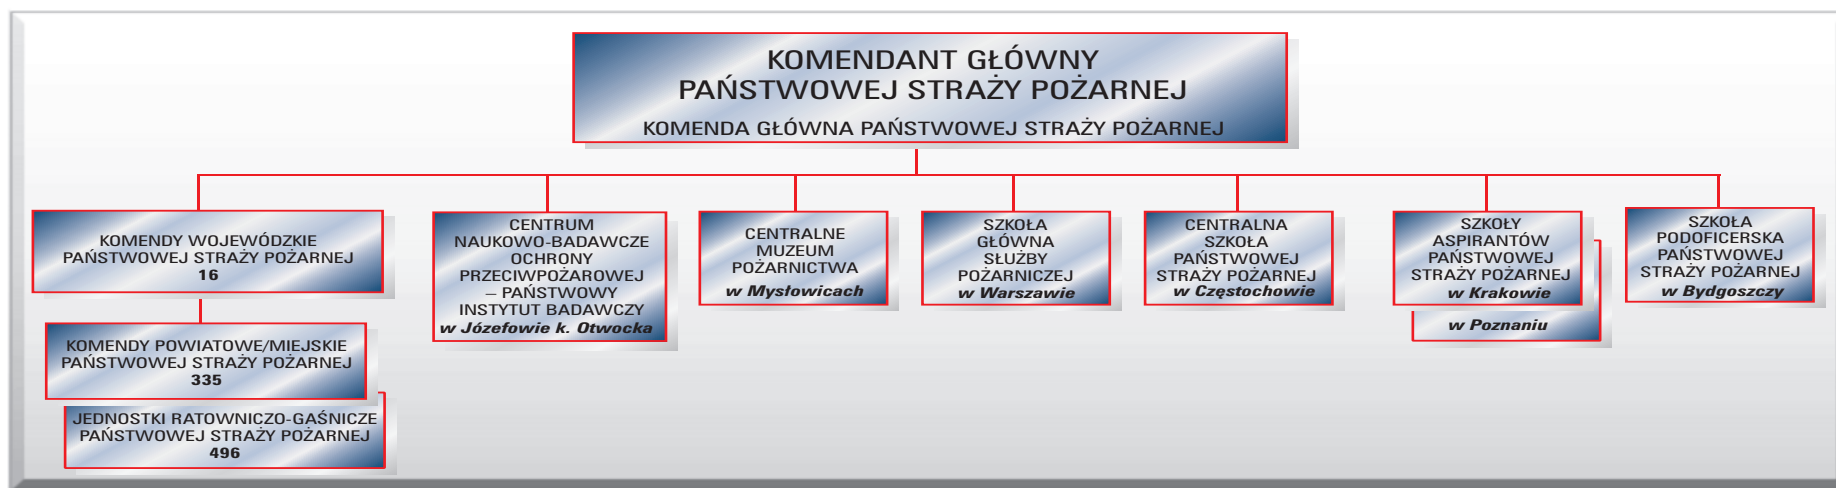 KOMENDANT GŁÓWNY
PAŃSTWOWEJ STRAŻY POŻARNEJ
KOMENDA GŁÓWNA PAŃSTWOWEJ STRAŻY POŻARNEJ
KOMENDY WOJEWÓDZKIE
PAŃSTWOWEJ STRAŻY POŻARNEJ
16
KOMENDY POWIATOWE/MIEJSKIE
PAŃSTWOWEJ STRAŻY POŻARNEJ
335
JEDNOSTKI RATOWNICZO-GAŚNICZE
PAŃSTWOWEJ STRAŻY POŻARNEJ
496
CENTRUM
NAUKOWO-BADAWCZE
OCHRONY
PRZECIWPOŻAROWEJ
– PAŃSTWOWY
INSTYTUT BADAWCZY
w Józefowie k. Otwocka
CENTRALNE
MUZEUM
POŻARNICTWA
w Mysłowicach
SZKOŁA
GŁÓWNA
SŁUŻBY
POŻARNICZEJ
w Warszawie
CENTRALNA
SZKOŁA
PAŃSTWOWEJ
STRAŻY POŻARNEJ
w Częstochowie
SZKOŁY
ASPIRANTÓW
PAŃSTWOWEJ
STRAŻY POŻARNEJ
w Krakowie
w Poznaniu
SZKOŁA
PODOFICERSKA
PAŃSTWOWEJ
STRAŻY POŻARNEJ
w Bydgoszczy